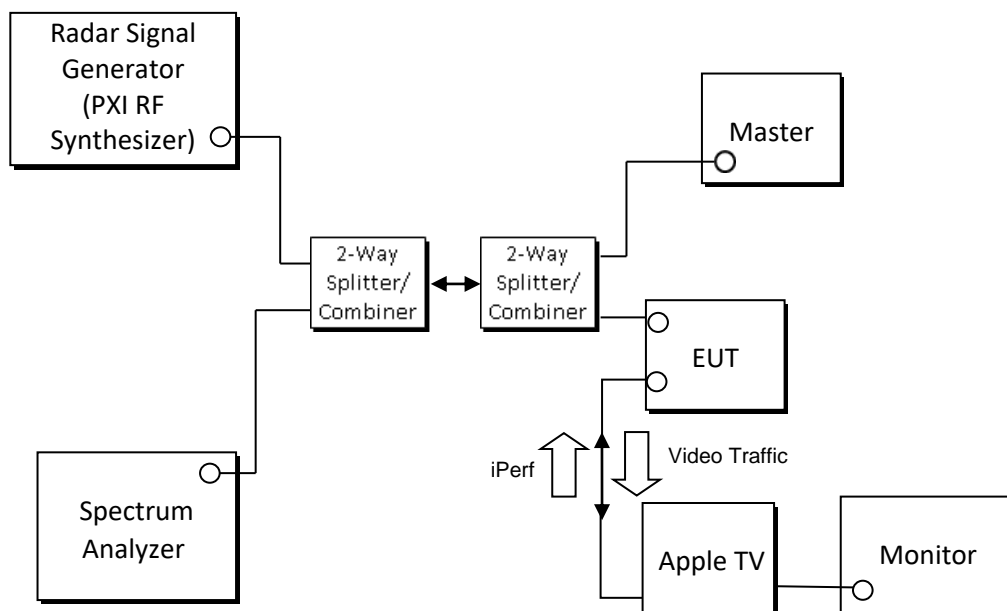 Radar Signal
Generator
(PXI RF
Synthesizer)
Master
2-Way
Splitter/
Combiner
2-Way
Splitter/
Combiner
EUT
iPerf
Video Traffic
Spectrum
Analyzer
Apple TV
Monitor